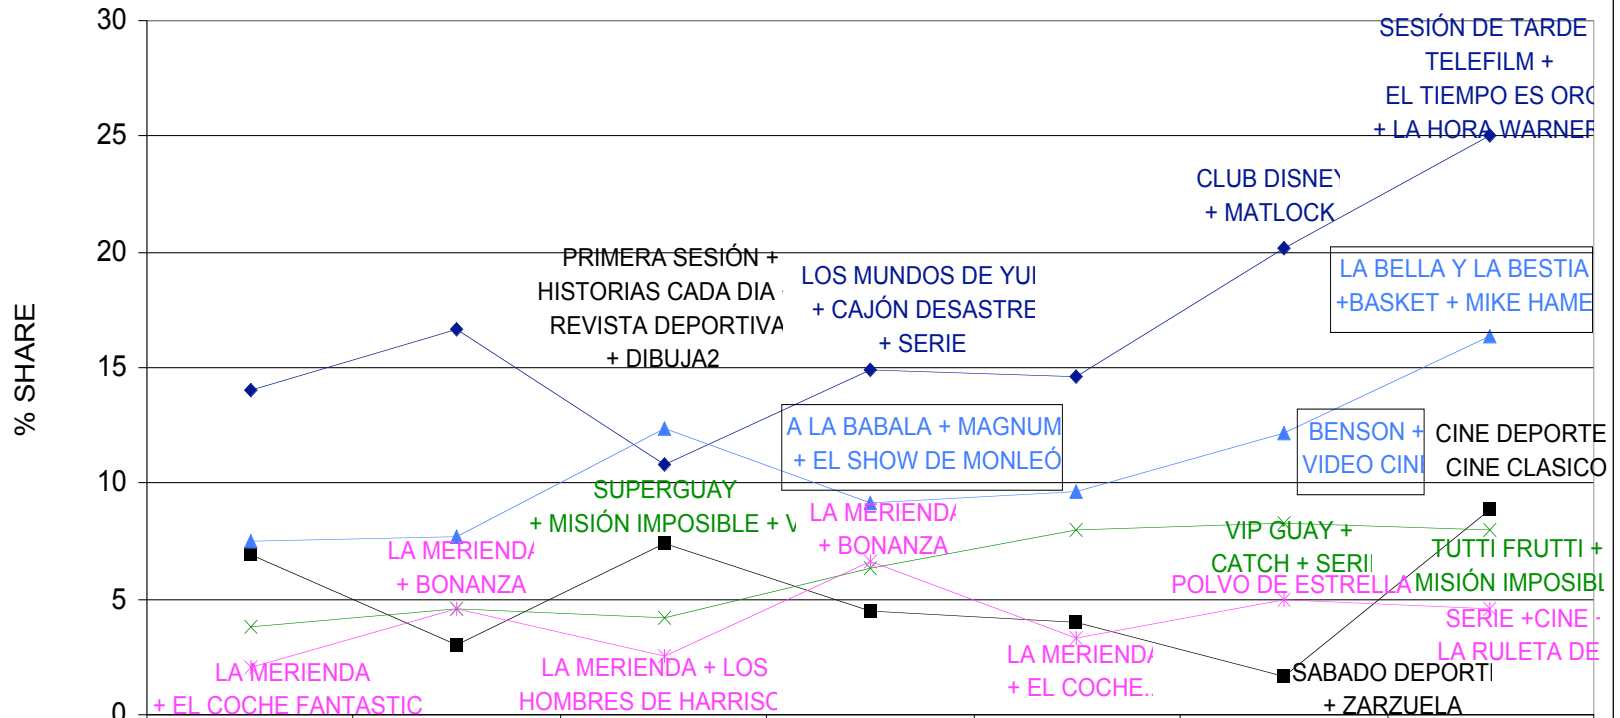 30
25
20
15
10
5
0
% SHARE
SESIÓN DE TARDE
TELEFILM +
EL TIEMPO ES ORO
+ LA HORA WARNER
CLUB DISNEY
+ MATLOCK
PRIMERA SESIÓN +
HISTORIAS CADA DIA
REVISTA DEPORTIVA
+ DIBUJA2
LOS MUNDOS DE YUI
+ CAJÓN DESASTRE
+ SERIE
LA BELLA Y LA BESTIA
+BASKET + MIKE HAME
A LA BABALA + MAGNUM
+ EL SHOW DE MONLEÓ
BENSON +
VIDEO CINE
CINE DEPORTE
CINE CLASICO
SUPERGUAY
+ MISIÓN IMPOSIBLE + V
LA MERIENDA
+ BONANZA
LA MERIENDA
+ BONANZA
VIP GUAY +
CATCH + SERIE
TUTTI FRUTTI +
MISIÓN IMPOSIBL
POLVO DE ESTRELLA
SERIE +CINE
LA RULETA DE
LA MERIENDA
+ EL COCHE FANTASTIC
LA MERIENDA + LOS
HOMBRES DE HARRISO
LA MERIENDA
+ EL COCHE..
SABADO DEPORTI
+ ZARZUELA